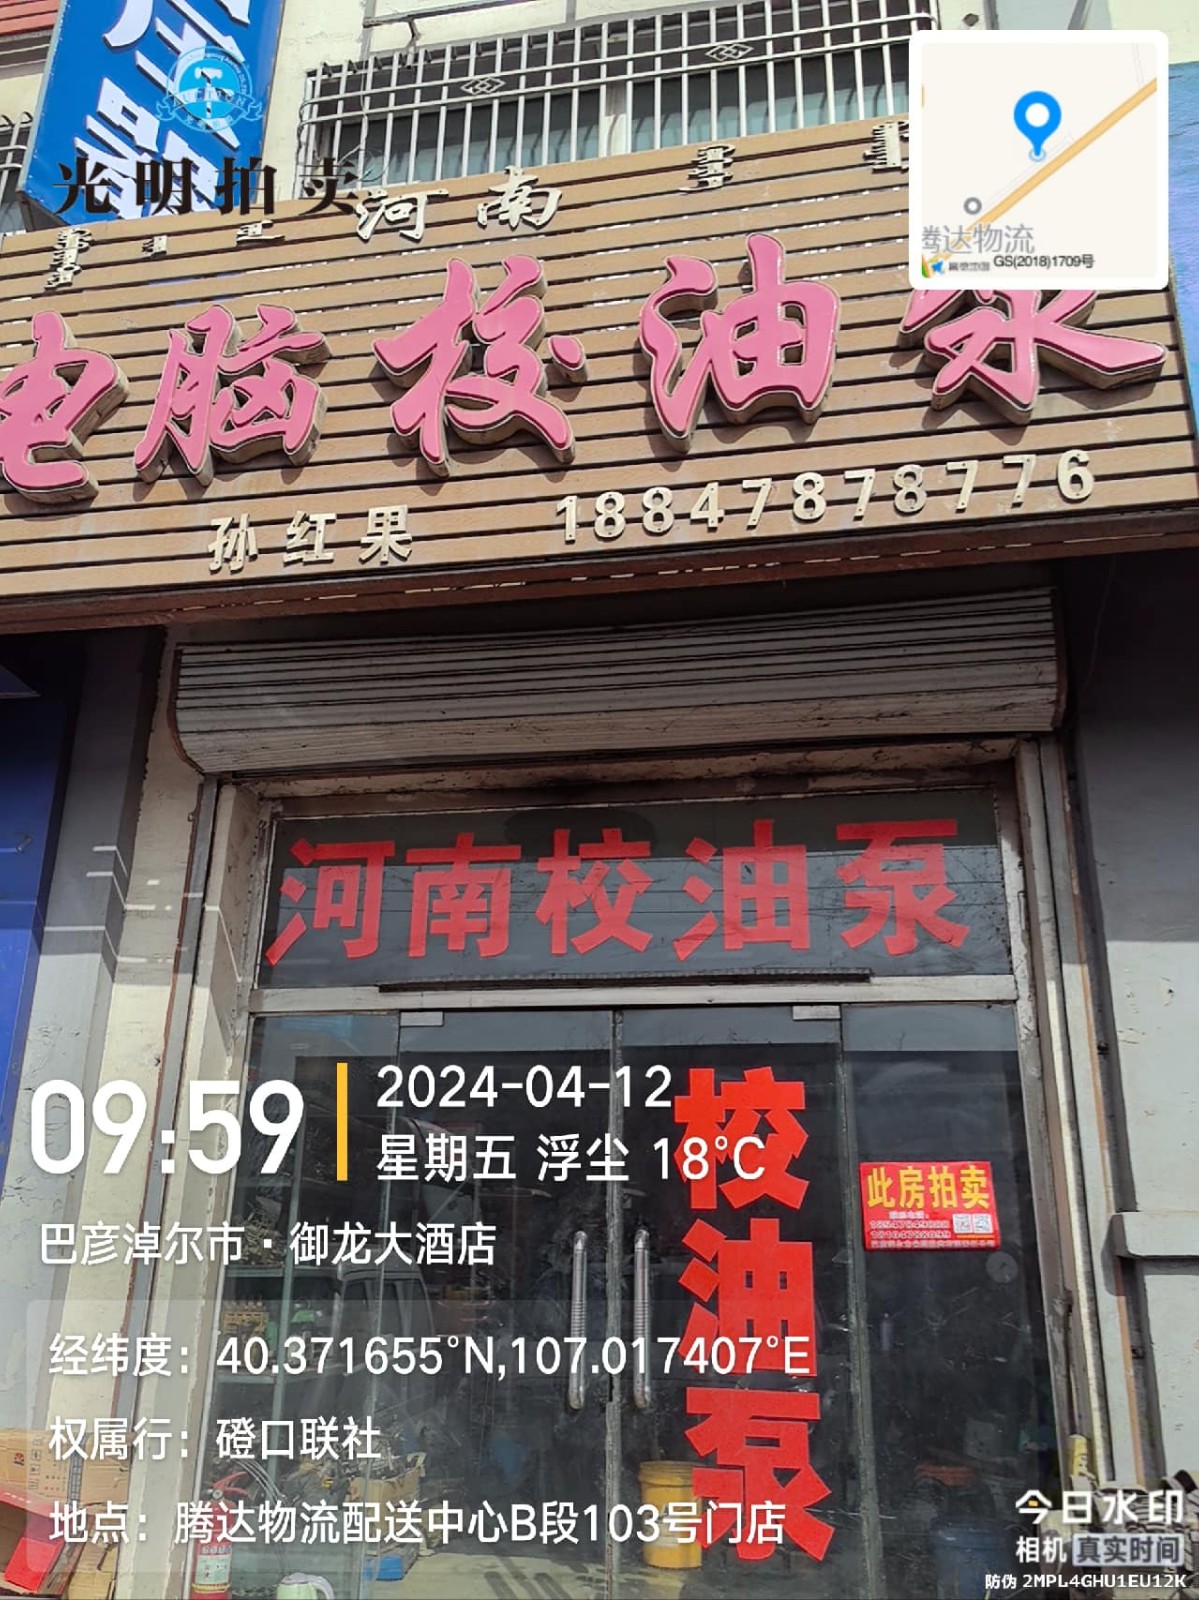 光明拍卖
河南
电脑校油泵
孙红果 18847878776
腾达物流
GS(2018)1709号
河南校油泵
校油泵
此房拍卖
09:59
2024-04-12
星期五 浮尘 18°C
巴彦淖尔市·御龙大酒店
经纬度：40.371655°N,107.017407°E
权属行：磴口联社
地点：腾达物流配送中心B段103号门店
今日水印
相机 真实时间
防伪 2MPL4GHU1EU12K